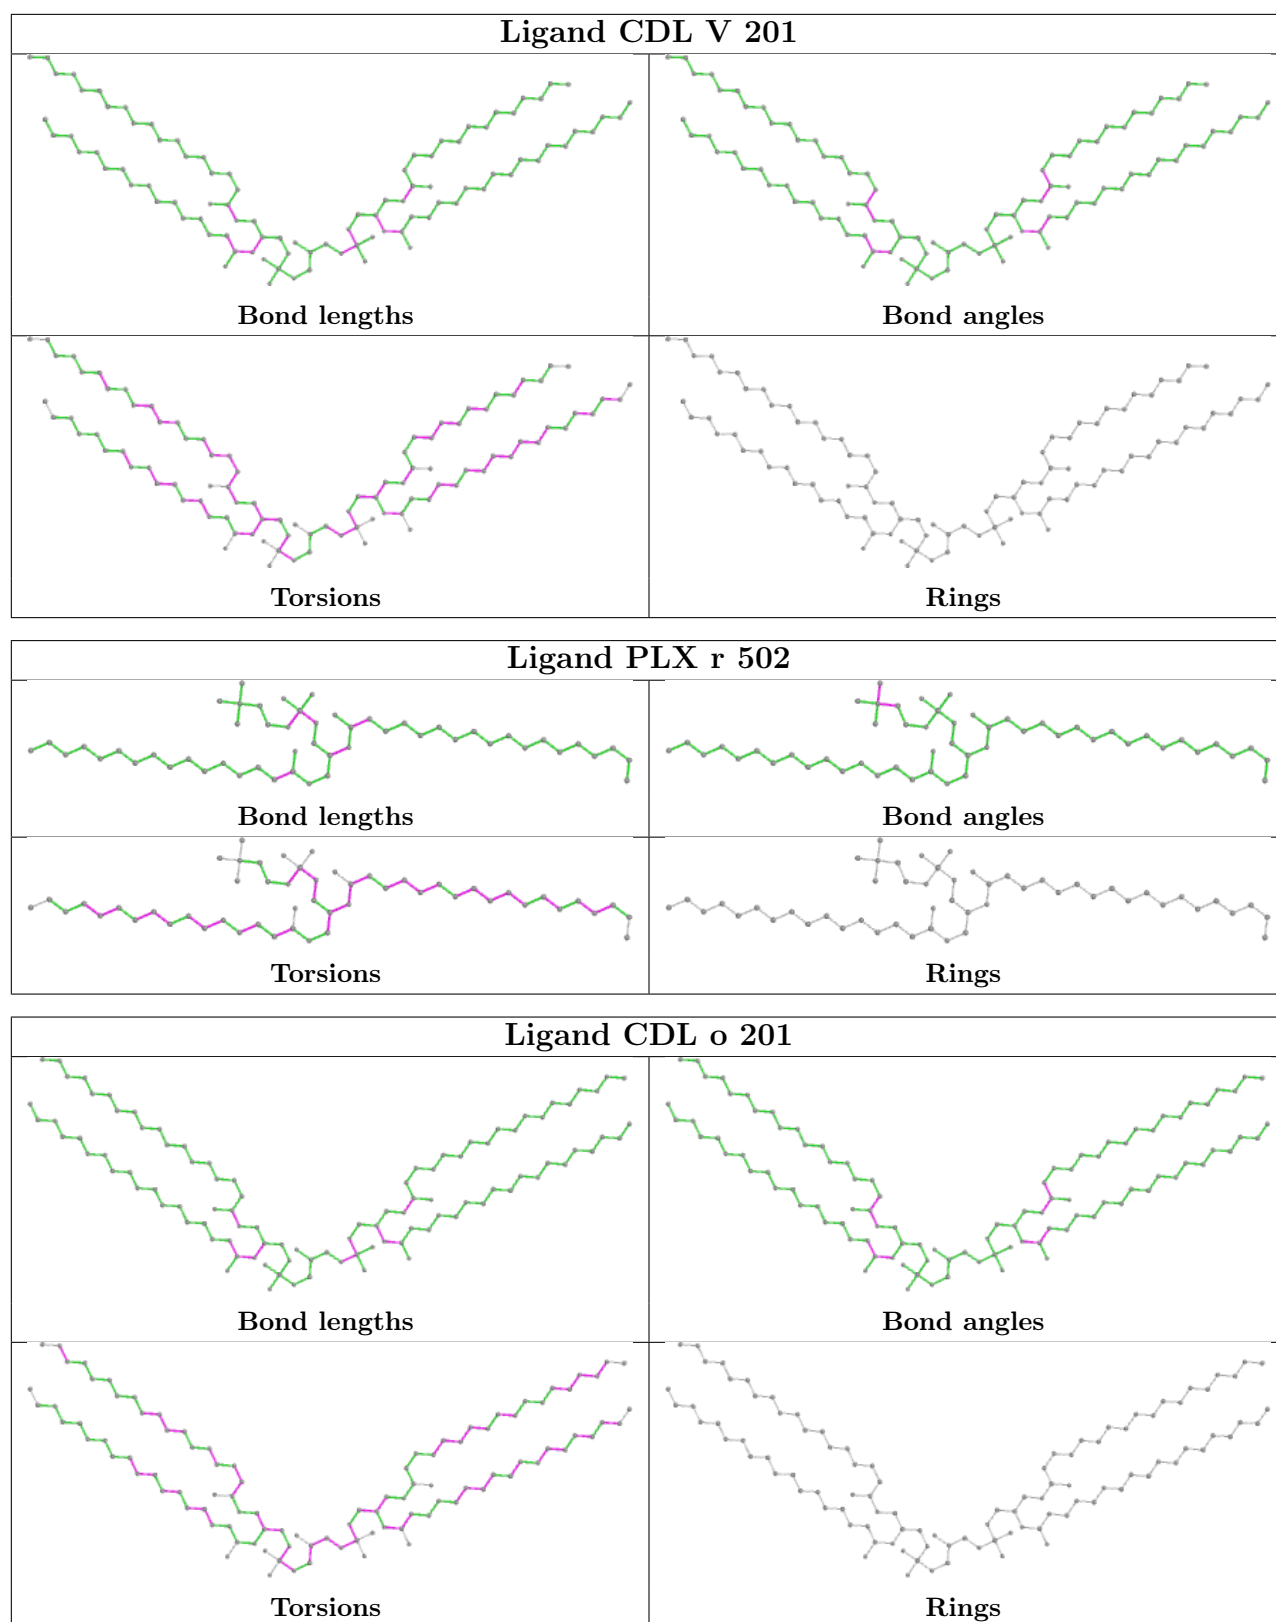 Ligand CDL V 201
Bond lengths
Bond angles
Torsions
Rings
Ligand PLX r 502
Bond lengths
Bond angles
Torsions
Rings
Ligand CDL o 201
Bond lengths
Bond angles
Torsions
Rings